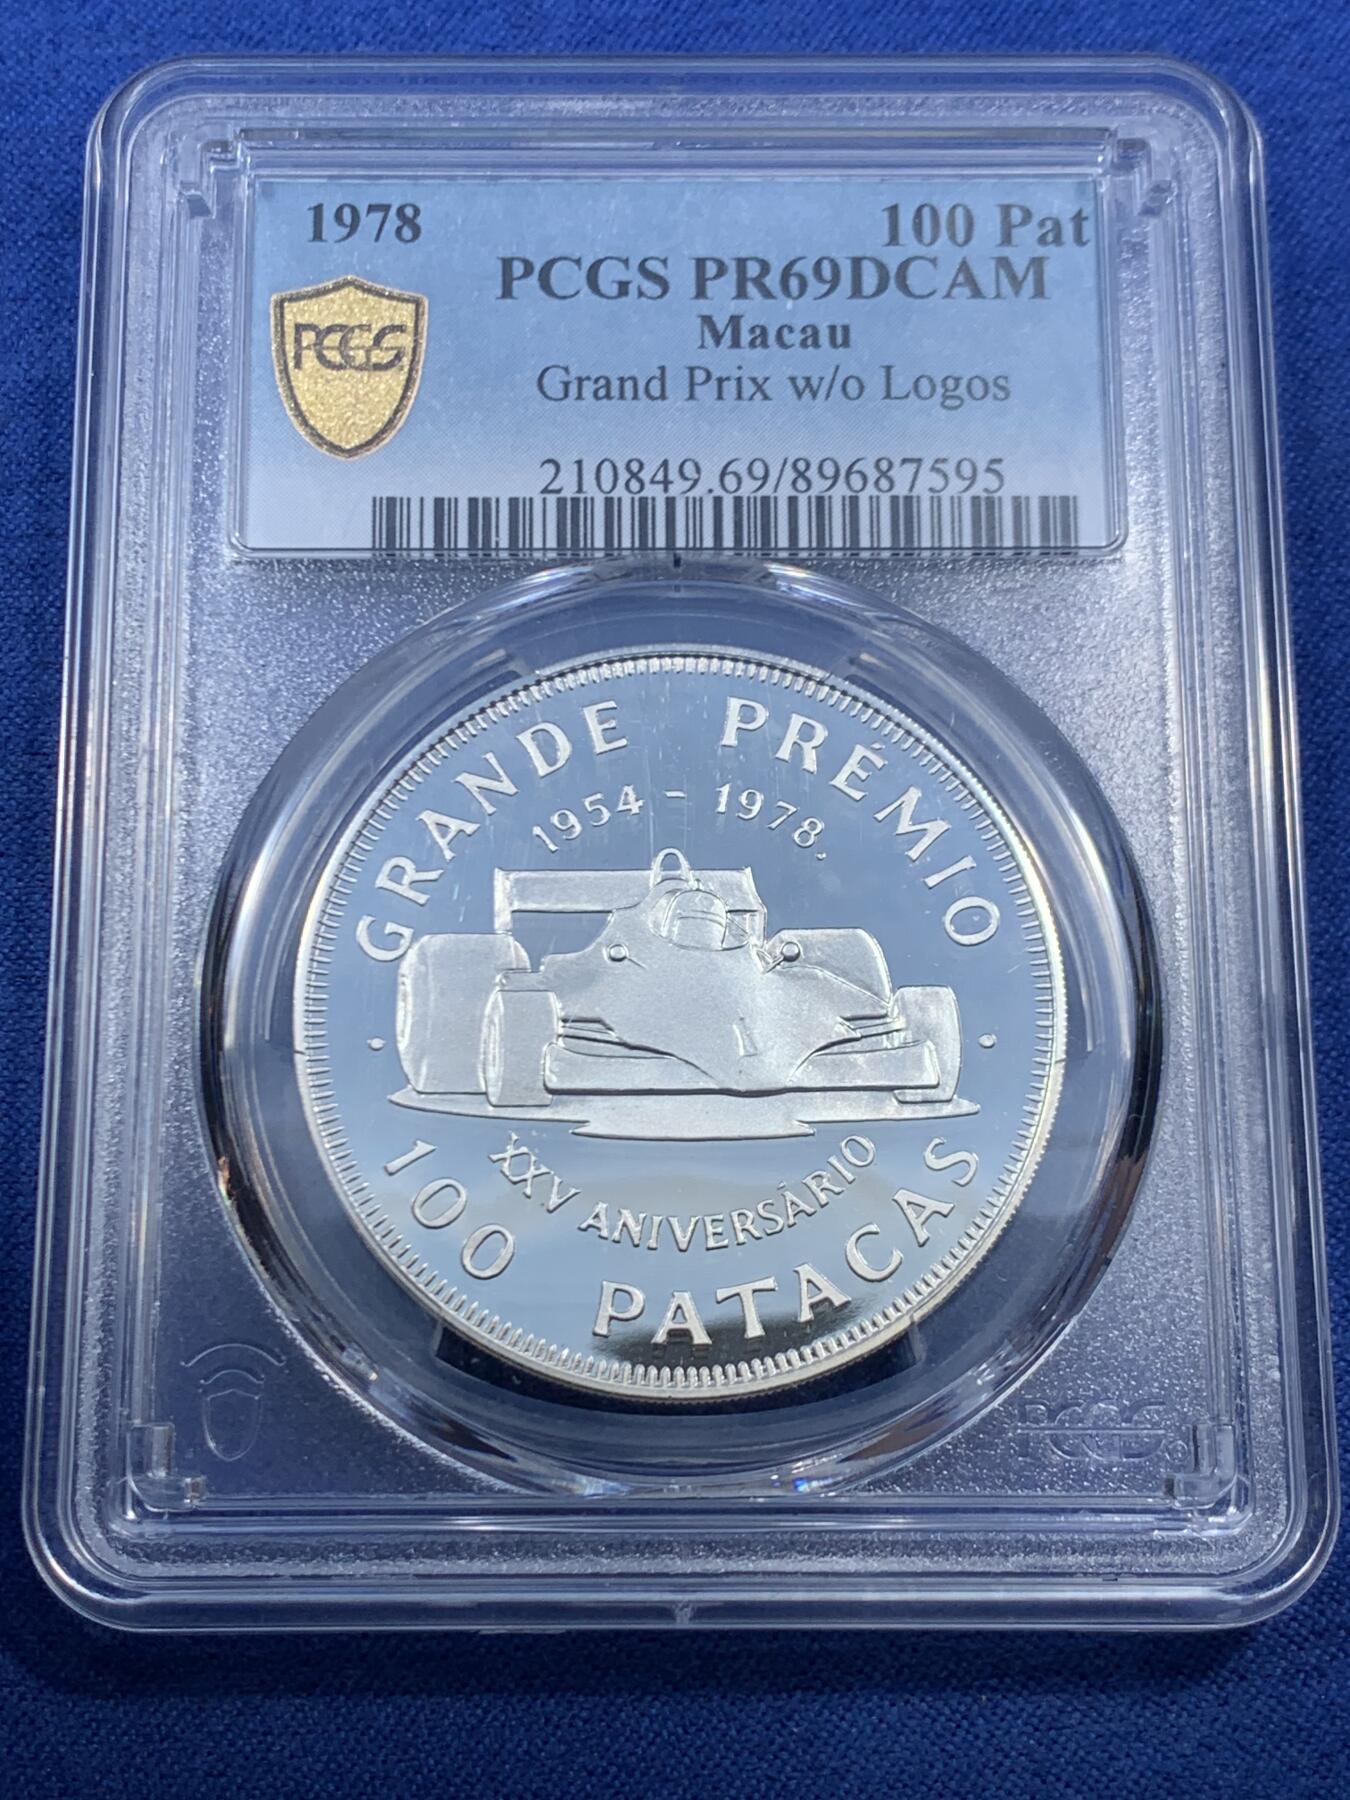 1978
100 Pat
PCGS PR69DCAM
Macau
Grand Prix w/o Logos
210849.69/89687595
PCGS
GRANDE PRÉMIO
1954 - 1978.
XXV ANIVERSÁRIO
100 PATACAS
PCGS